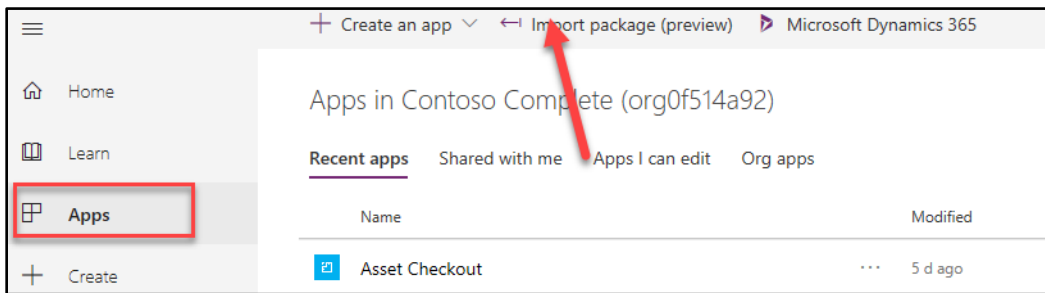 Create an app Import package (preview) Microsoft Dynamics 365
Home
Learn
Apps
Create
Apps in Contoso Complete (org0f514a92)
Recent apps Shared with me Apps I can edit Org apps
Name Modified
Asset Checkout ... 5 d ago